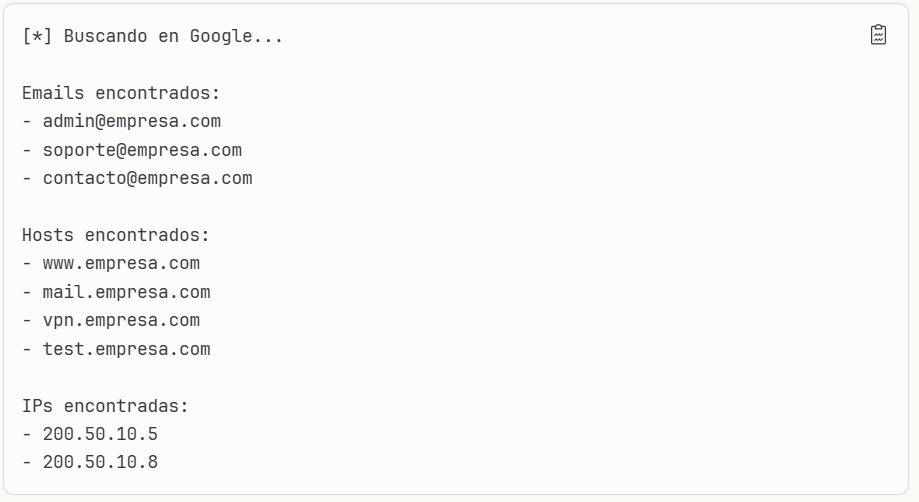 [*] Buscando en Google...
Emails encontrados:
- admin@empresa.com
- soporte@empresa.com
- contacto@empresa.com
Hosts encontrados:
- www.empresa.com
- mail.empresa.com
- vpn.empresa.com
- test.empresa.com
IPs encontradas:
- 200.50.10.5
- 200.50.10.8